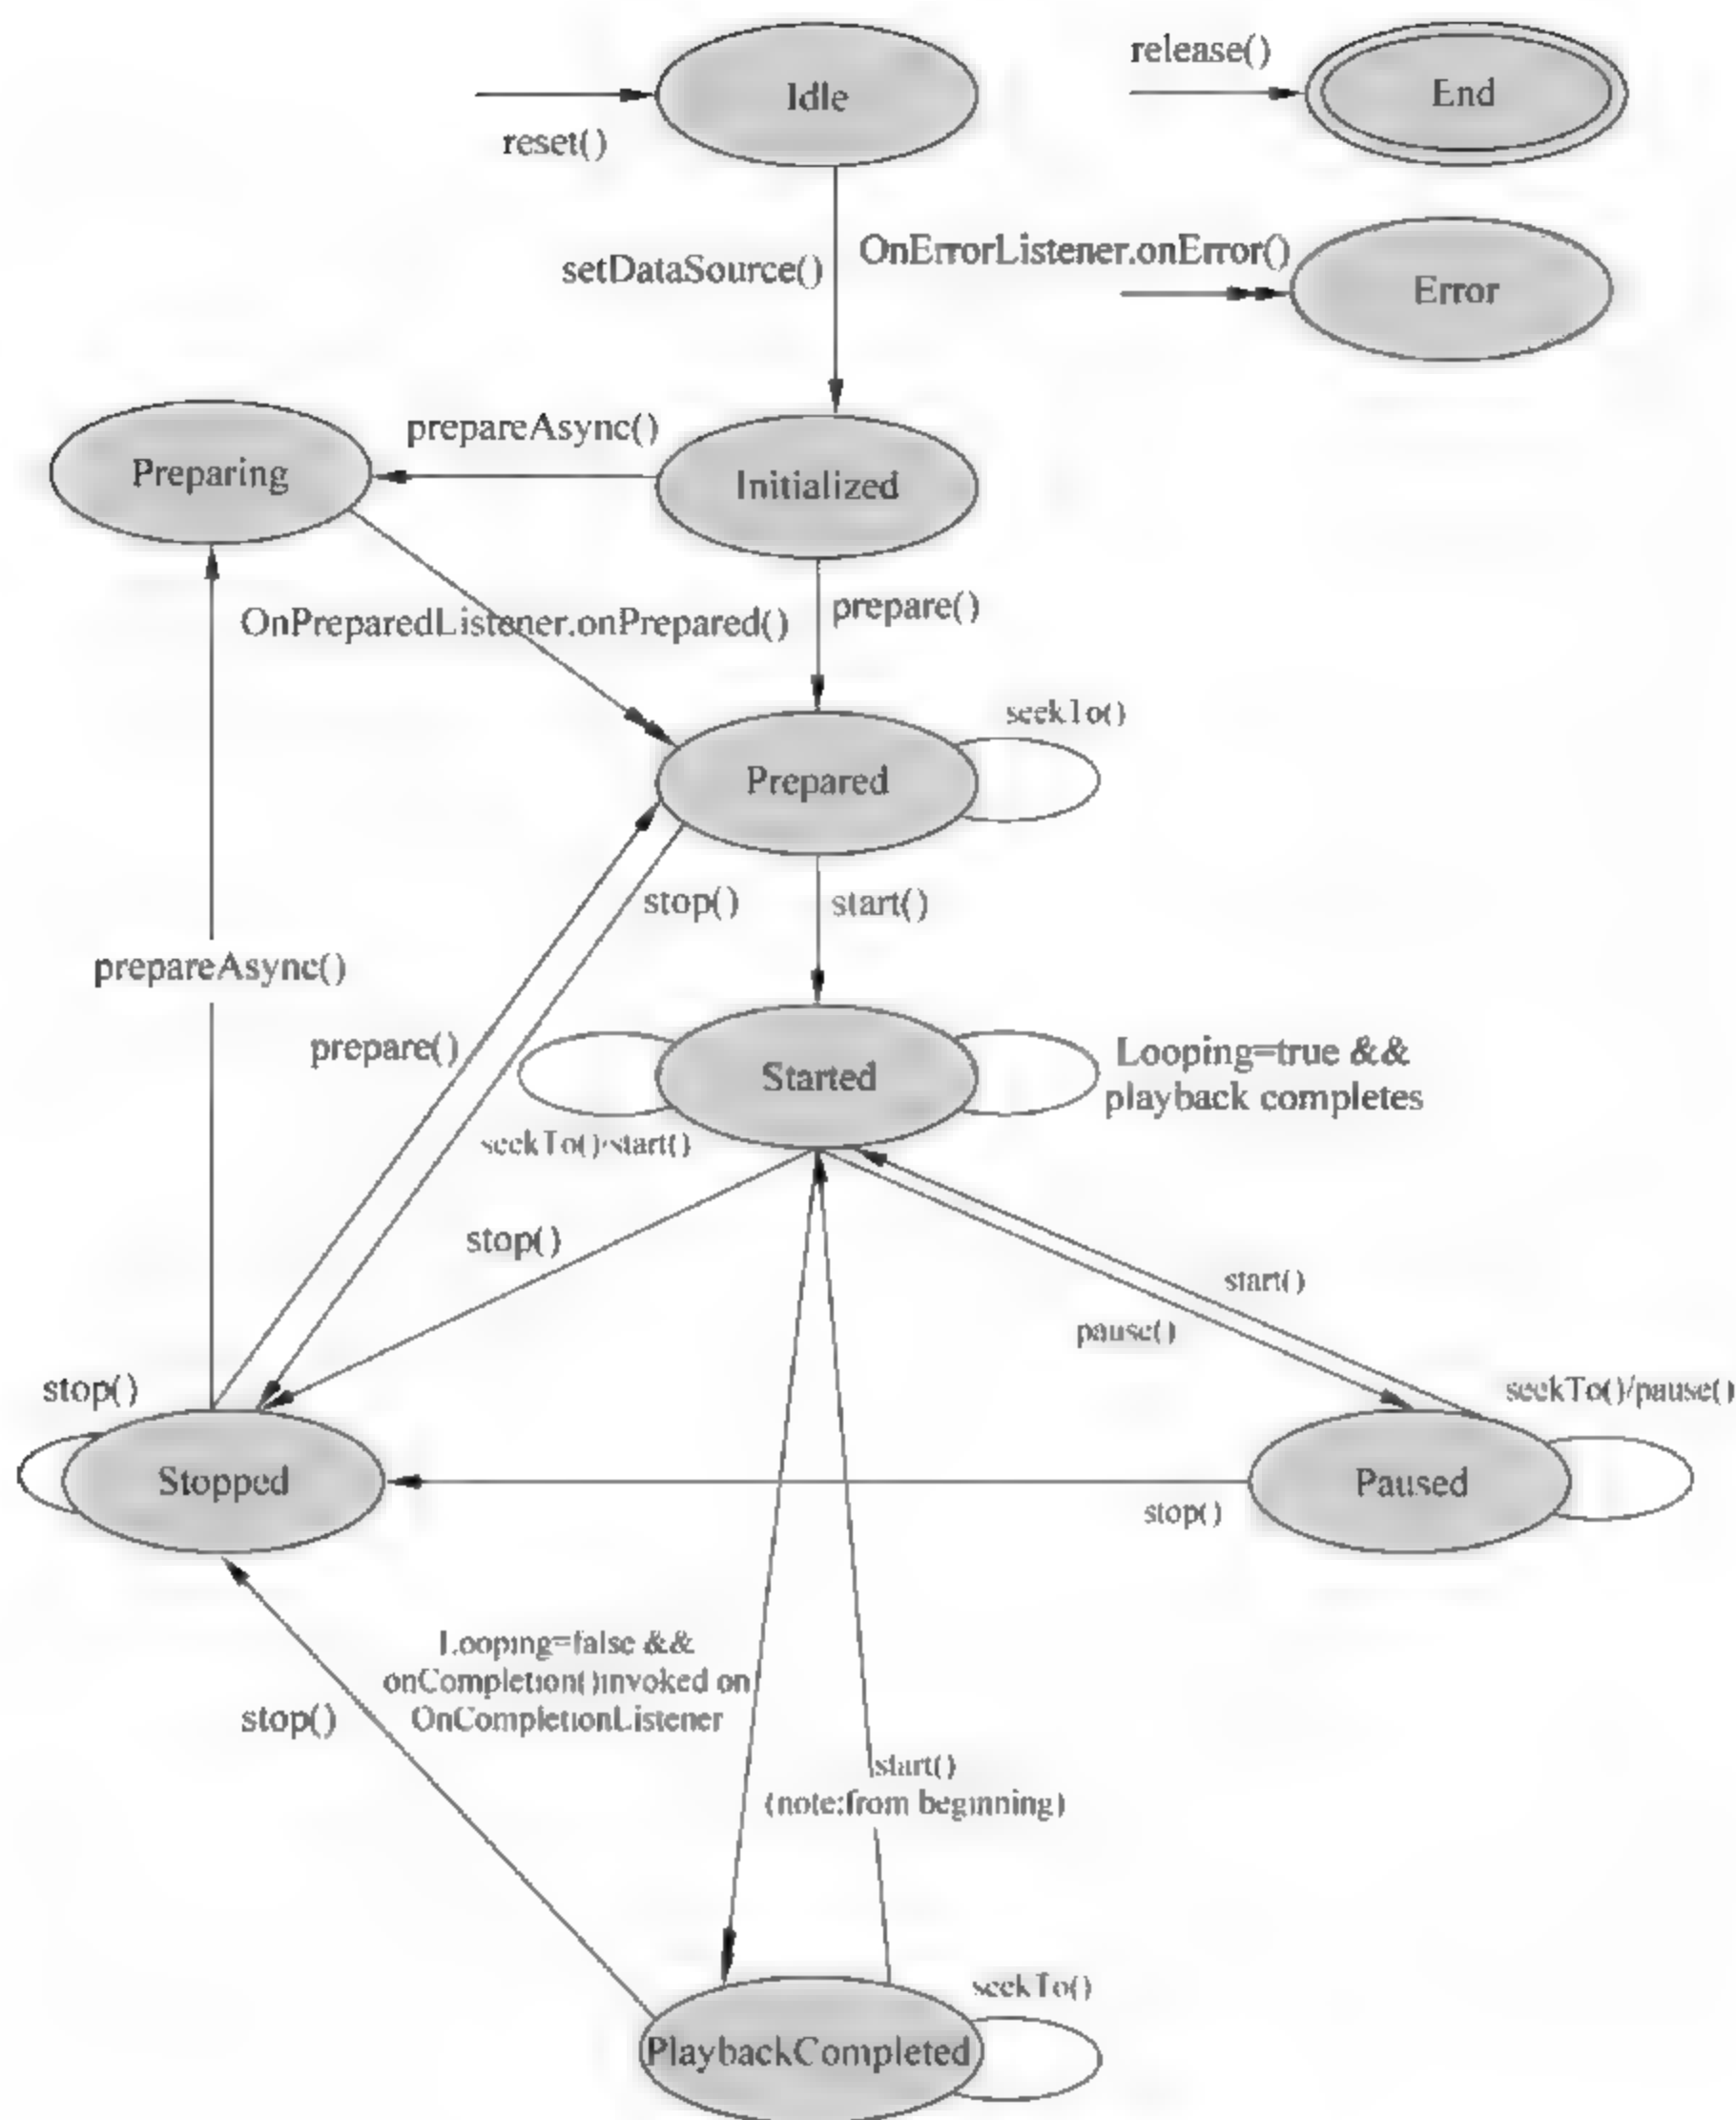 Idle
release()
End
reset()
setDataSource()
OnErrorListener.onError()
Error
Preparing
prepareAsync()
Initialized
OnPreparedListener.onPrepared()
prepare()
seekTo()
Prepared
stop()
start()
prepareAsync()
prepare()
Started
Looping=true &&
playback completes
seekTo()/start()
stop()
start()
pause()
stop()
seekTo()/pause()
Stopped
Paused
stop()
Looping=false &&
onCompletion()invoked on
OnCompletionListener
stop()
start()
(note:from beginning)
seekTo()
PlaybackCompleted